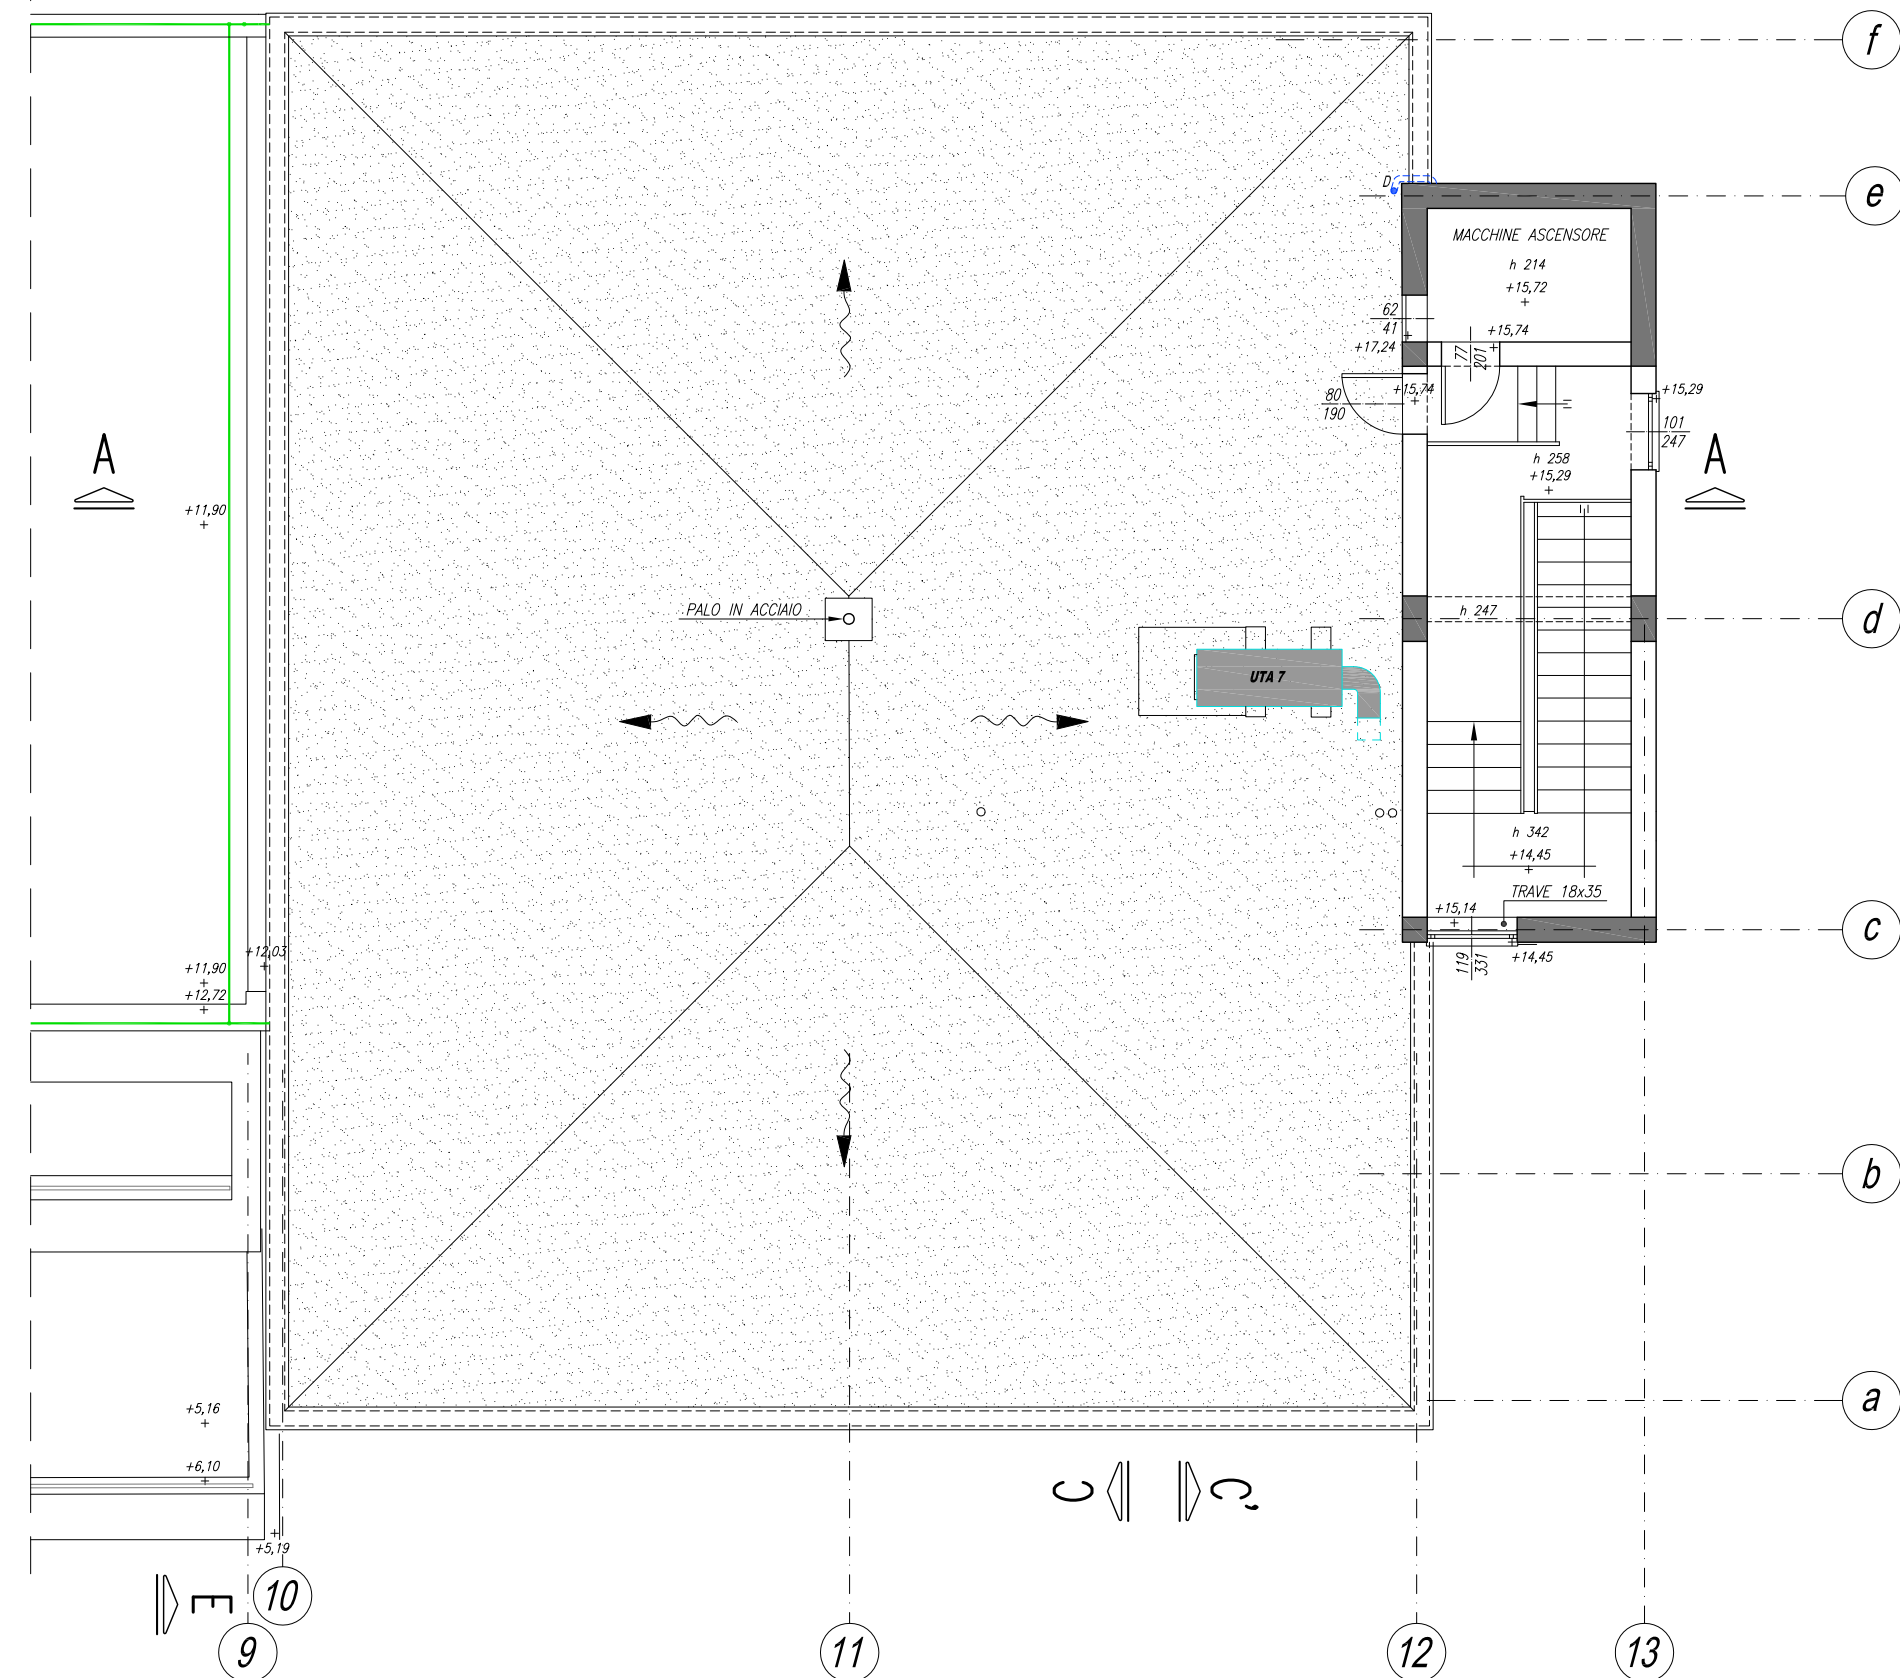 f
e
D
MACCHINE ASCENSORE
h 214
+15,72
62
41
+15,74
+17,24
77
201
80
190
+15,74
+15,29
101
247
A
A
h 258
+15,29
+11,90
PALO IN ACCIAIO
h 247
d
UTA 7
h 342
+14,45
TRAVE 18x35
+15,14
c
119
331
+14,45
+12,03
+11,90
+12,72
b
a
+5,16
+6,10
C
C'
+5,19
E
10
9
11
12
13